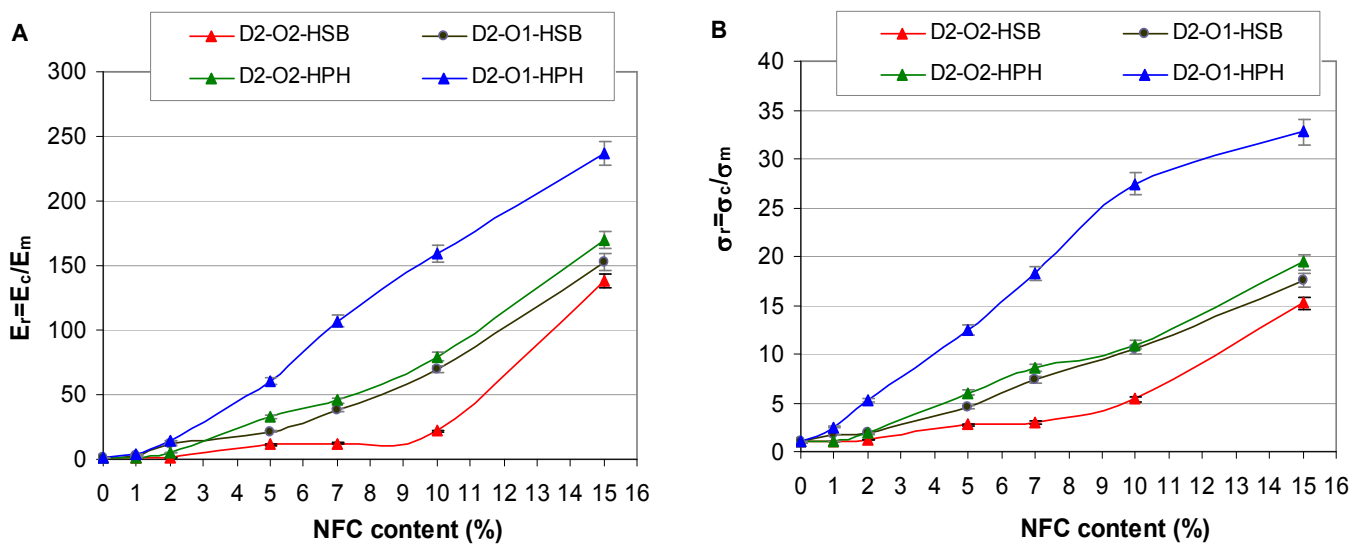 A
D2-O2-HSB
D2-O1-HSB
D2-O2-HPH
D2-O1-HPH
300
250
200
150
100
50
0
Er=Ec/Em
0 1 2 3 4 5 6 7 8 9 10 11 12 13 14 15 16
NFC content (%)
B
D2-O2-HSB
D2-O1-HSB
D2-O2-HPH
D2-O1-HPH
40
35
30
25
20
15
10
5
0
σr=σc/σm
0 1 2 3 4 5 6 7 8 9 10 11 12 13 14 15 16
NFC content (%)